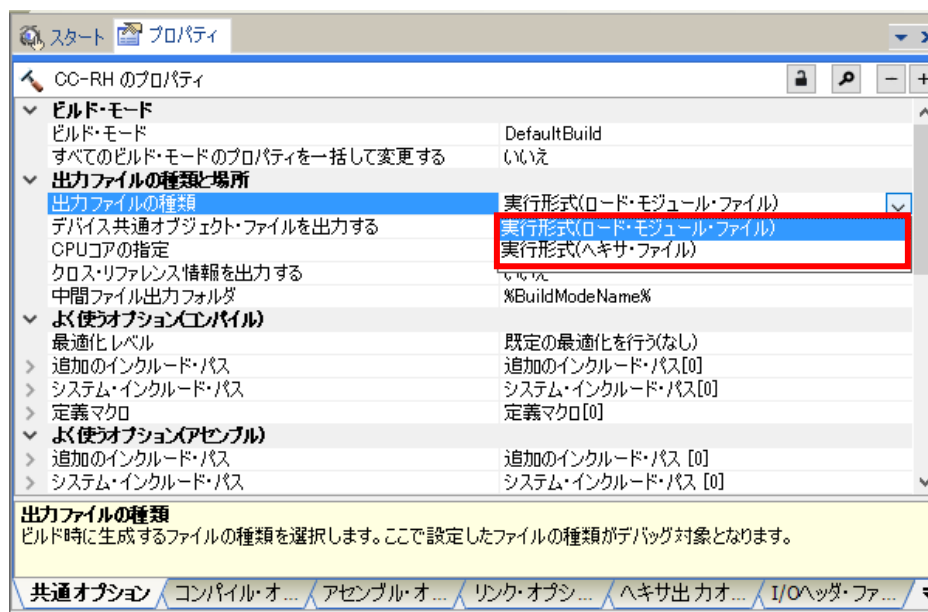 スタート プロパティ
CC-RH のプロパティ
ビルド・モード
ビルド・モード DefaultBuild
すべてのビルド・モードのプロパティを一括して変更する いいえ
出力ファイルの種類と場所
出力ファイルの種類 実行形式(ロード・モジュール・ファイル)
デバイス共通オブジェクト・ファイルを出力する 実行形式(ロード・モジュール・ファイル)
CPUコアの指定 実行形式(ヘキサ・ファイル)
クロス・リファレンス情報を出力する いいえ
中間ファイル出力フォルダ %BuildModeName%
よく使うオプション(コンパイル)
最適化レベル 既定の最適化を行う(なし)
追加のインクルード・パス 追加のインクルード・パス[0]
システム・インクルード・パス システム・インクルード・パス[0]
定義マクロ 定義マクロ[0]
よく使うオプション(アセンブル)
追加のインクルード・パス 追加のインクルード・パス [0]
システム・インクルード・パス システム・インクルード・パス [0]
出力ファイルの種類
ビルド時に生成するファイルの種類を選択します。ここで設定したファイルの種類がデバッグ対象となります。
共通オプション コンパイル・オ... アセンブル・オ... リンク・オプシ... ヘキサ出力オ... I/Oヘッダ・ファ...